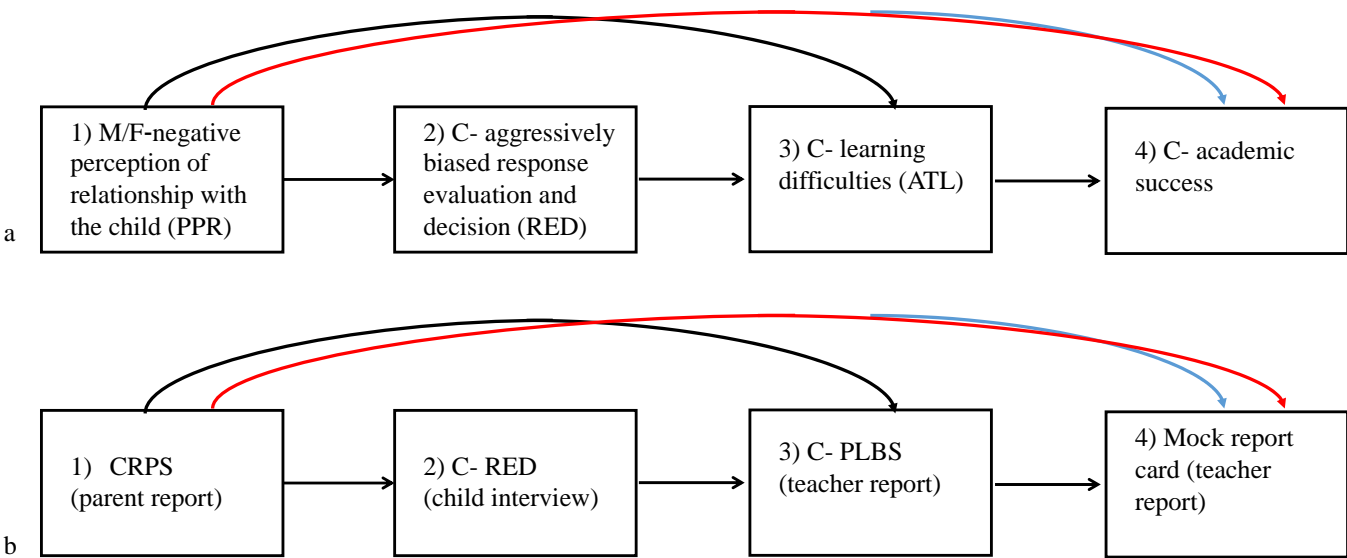 1) M/F-negative
perception of
relationship with
the child (PPR)
2) C- aggressively
biased response
evaluation and
decision (RED)
3) C- learning
difficulties (ATL)
4) C- academic
success
a
1) CRPS
(parent report)
2) C- RED
(child interview)
3) C- PLBS
(teacher report)
4) Mock report
card (teacher
report)
b